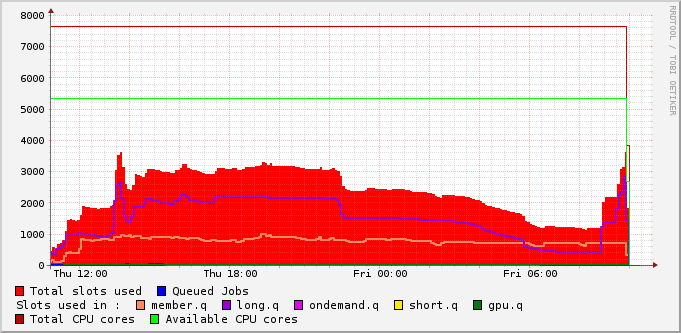 8000
7000
6000
5000
4000
3000
2000
1000
0
Thu 12:00 Thu 18:00 Fri 00:00 Fri 06:00
Total slots used Queued Jobs
Slots used in : member.q long.q ondemand.q short.q gpu.q
Total CPU cores Available CPU cores
RRDTOOL / TOBI OETIKER